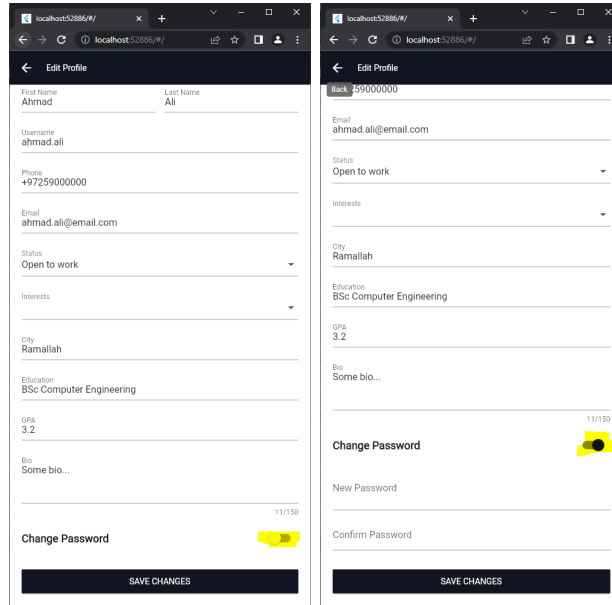 localhost:52886/#/
localhost:52886/#/
Edit Profile
First Name
Last Name
Ahmad
Ali
Username
ahmad.ali
Phone
+97259000000
Email
ahmad.ali@email.com
Status
Open to work
Interests
City
Ramallah
Education
BSc Computer Engineering
GPA
3.2
Bio
Some bio...
11/150
Change Password
SAVE CHANGES
localhost:52886/#/
localhost:52886/#/
Edit Profile
Back 59000000
Email
ahmad.ali@email.com
Status
Open to work
Interests
City
Ramallah
Education
BSc Computer Engineering
GPA
3.2
Bio
Some bio...
11/150
Change Password
New Password
Confirm Password
SAVE CHANGES